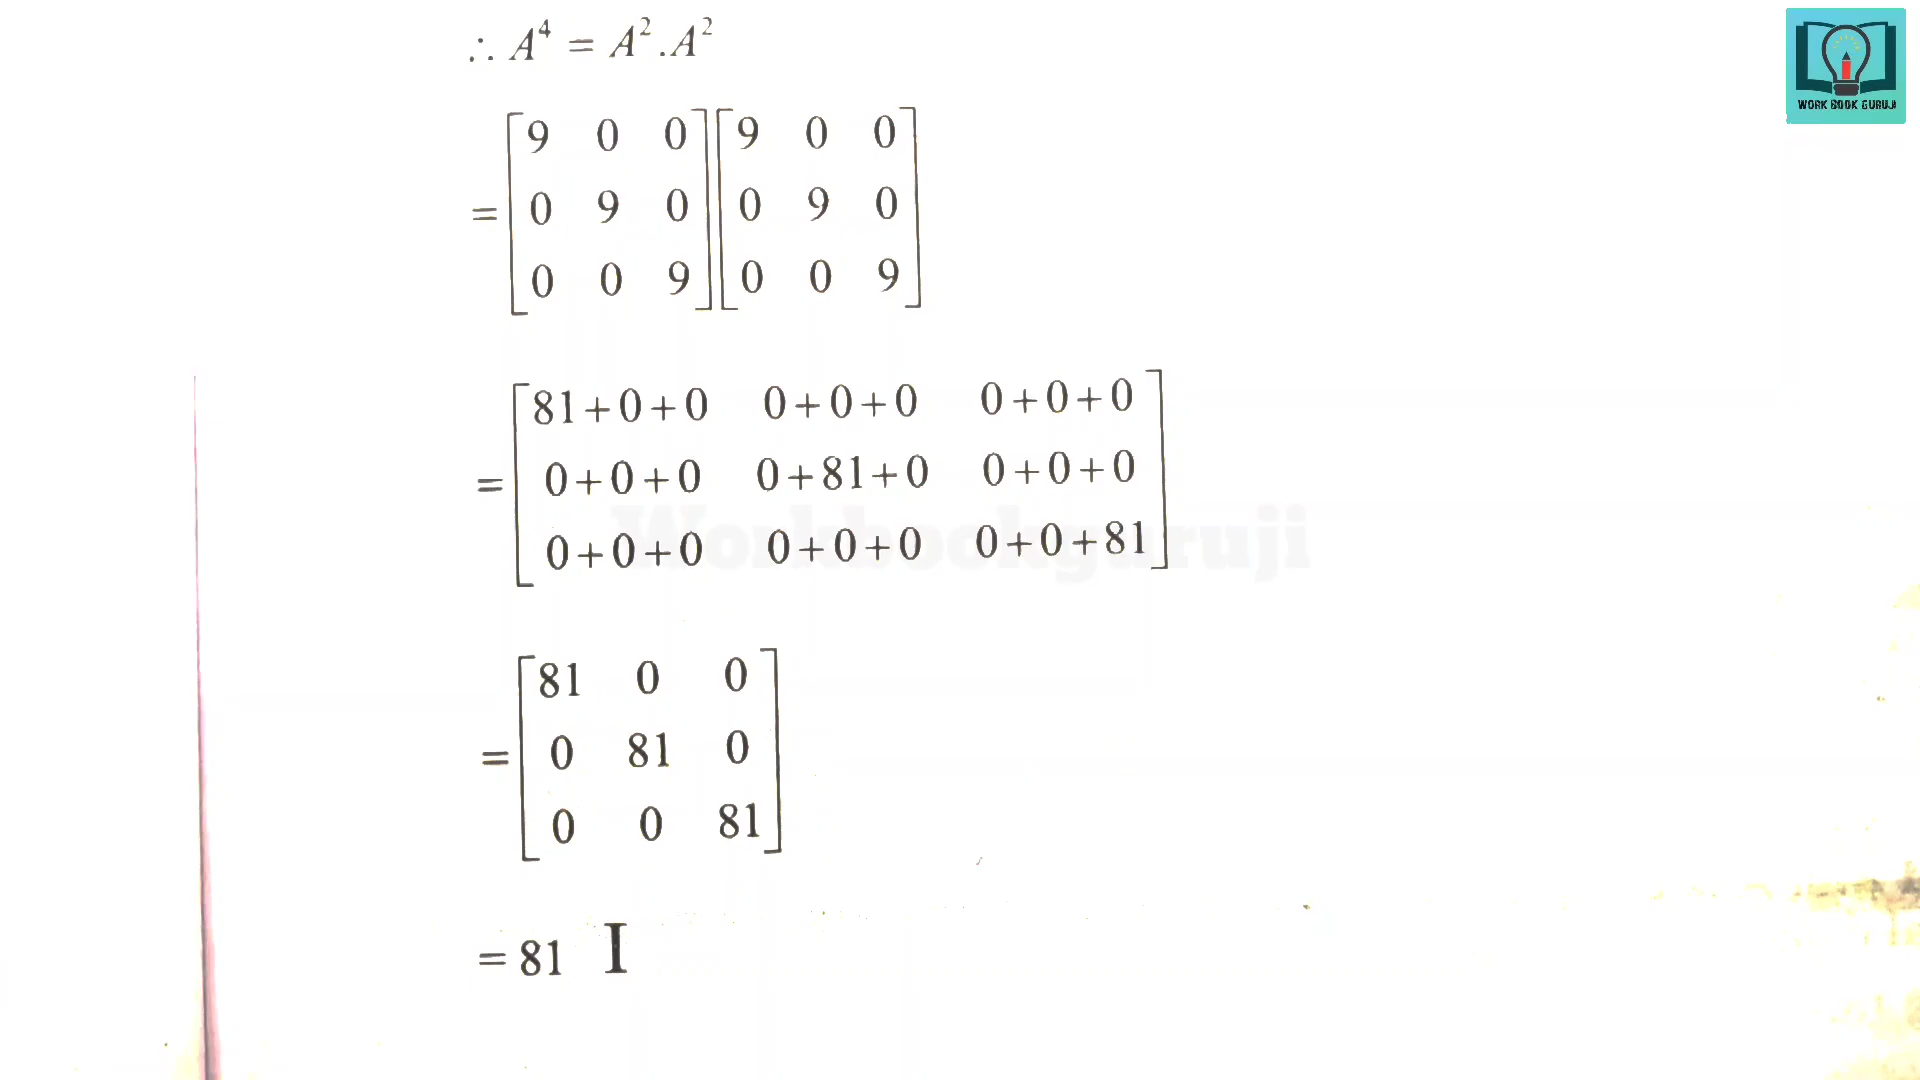 ∴ A⁴ = A².A²
= [9 0 0] [9 0 0]
[0 9 0] [0 9 0]
[0 0 9] [0 0 9]
= [81+0+0 0+0+0 0+0+0]
[0+0+0 0+81+0 0+0+0]
[0+0+0 0+0+0 0+0+81]
= [81 0 0]
[0 81 0]
[0 0 81]
= 81 I
WORK BOOK GURUJI
Workbookguruji